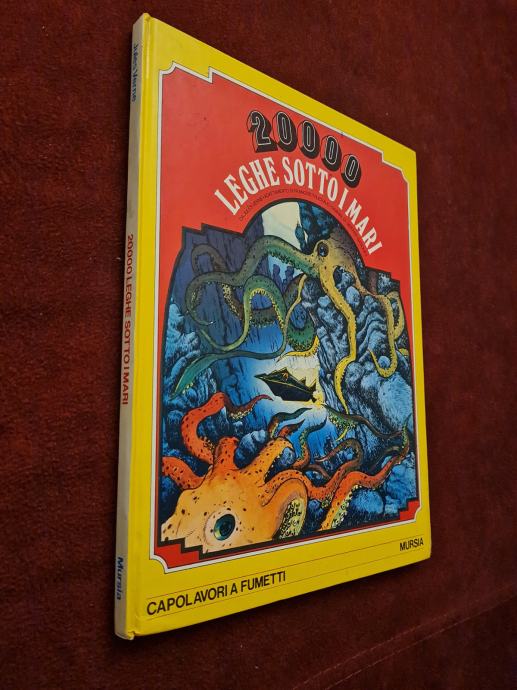 Jules Verne
20000 LEGHE SOTTO I MARI
Mursia
20000
LEGHE SOTTO I MARI
CAPOLAVORI A FUMETTI
MURSIA